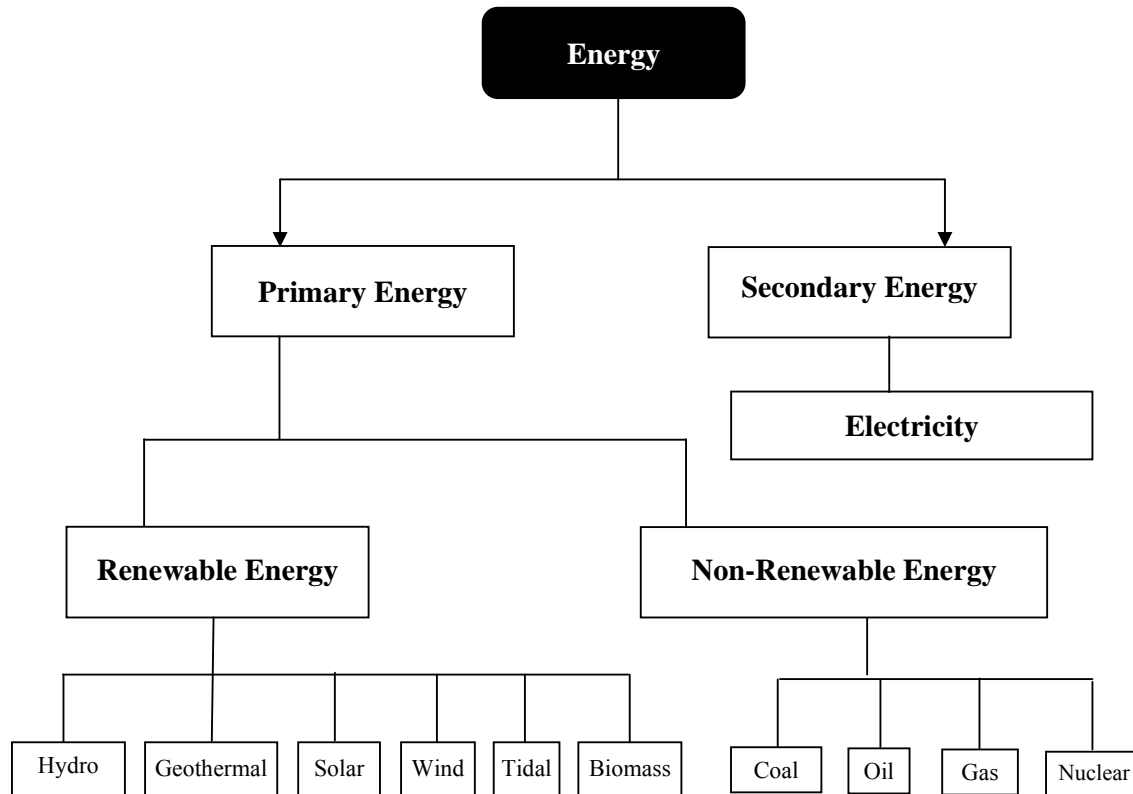 Energy
Primary Energy
Secondary Energy
Electricity
Renewable Energy
Non-Renewable Energy
Hydro
Geothermal
Solar
Wind
Tidal
Biomass
Coal
Oil
Gas
Nuclear